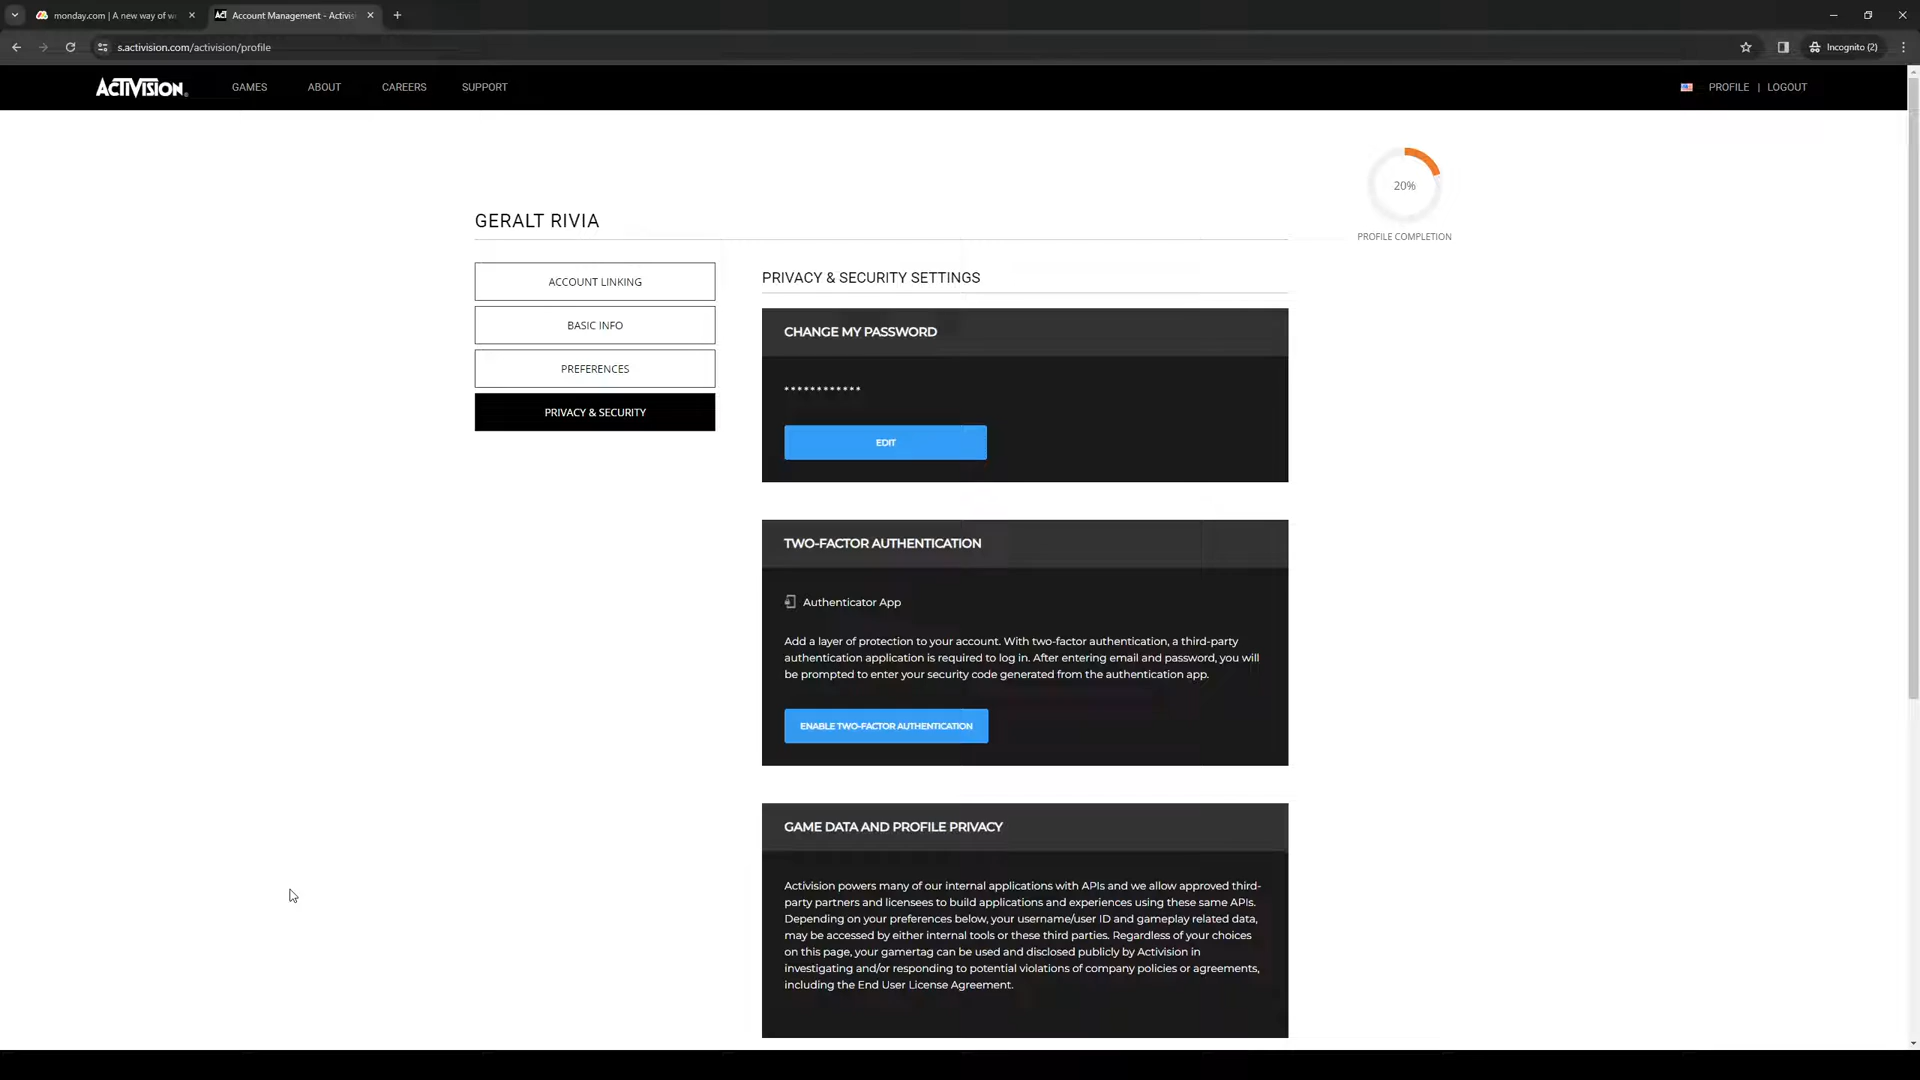 monday.com | A new way of w
Account Management - Activis
s.activision.com/activision/profile
Incognito (2)
ACTIVISION
GAMES
ABOUT
CAREERS
SUPPORT
PROFILE | LOGOUT
20%
PROFILE COMPLETION
GERALT RIVIA
ACCOUNT LINKING
BASIC INFO
PREFERENCES
PRIVACY & SECURITY
PRIVACY & SECURITY SETTINGS
CHANGE MY PASSWORD
************
EDIT
TWO-FACTOR AUTHENTICATION
Authenticator App
Add a layer of protection to your account. With two-factor authentication, a third-party
authentication application is required to log in. After entering email and password, you will
be prompted to enter your security code generated from the authentication app.
ENABLE TWO-FACTOR AUTHENTICATION
GAME DATA AND PROFILE PRIVACY
Activision powers many of our internal applications with APIs and we allow approved third-
party partners and licensees to build applications and experiences using these same APIs.
Depending on your preferences below, your username/user ID and gameplay related data,
may be accessed by either internal tools or these third parties. Regardless of your choices
on this page, your gamertag can be used and disclosed publicly by Activision in
investigating and/or responding to potential violations of company policies or agreements,
including the End User License Agreement.